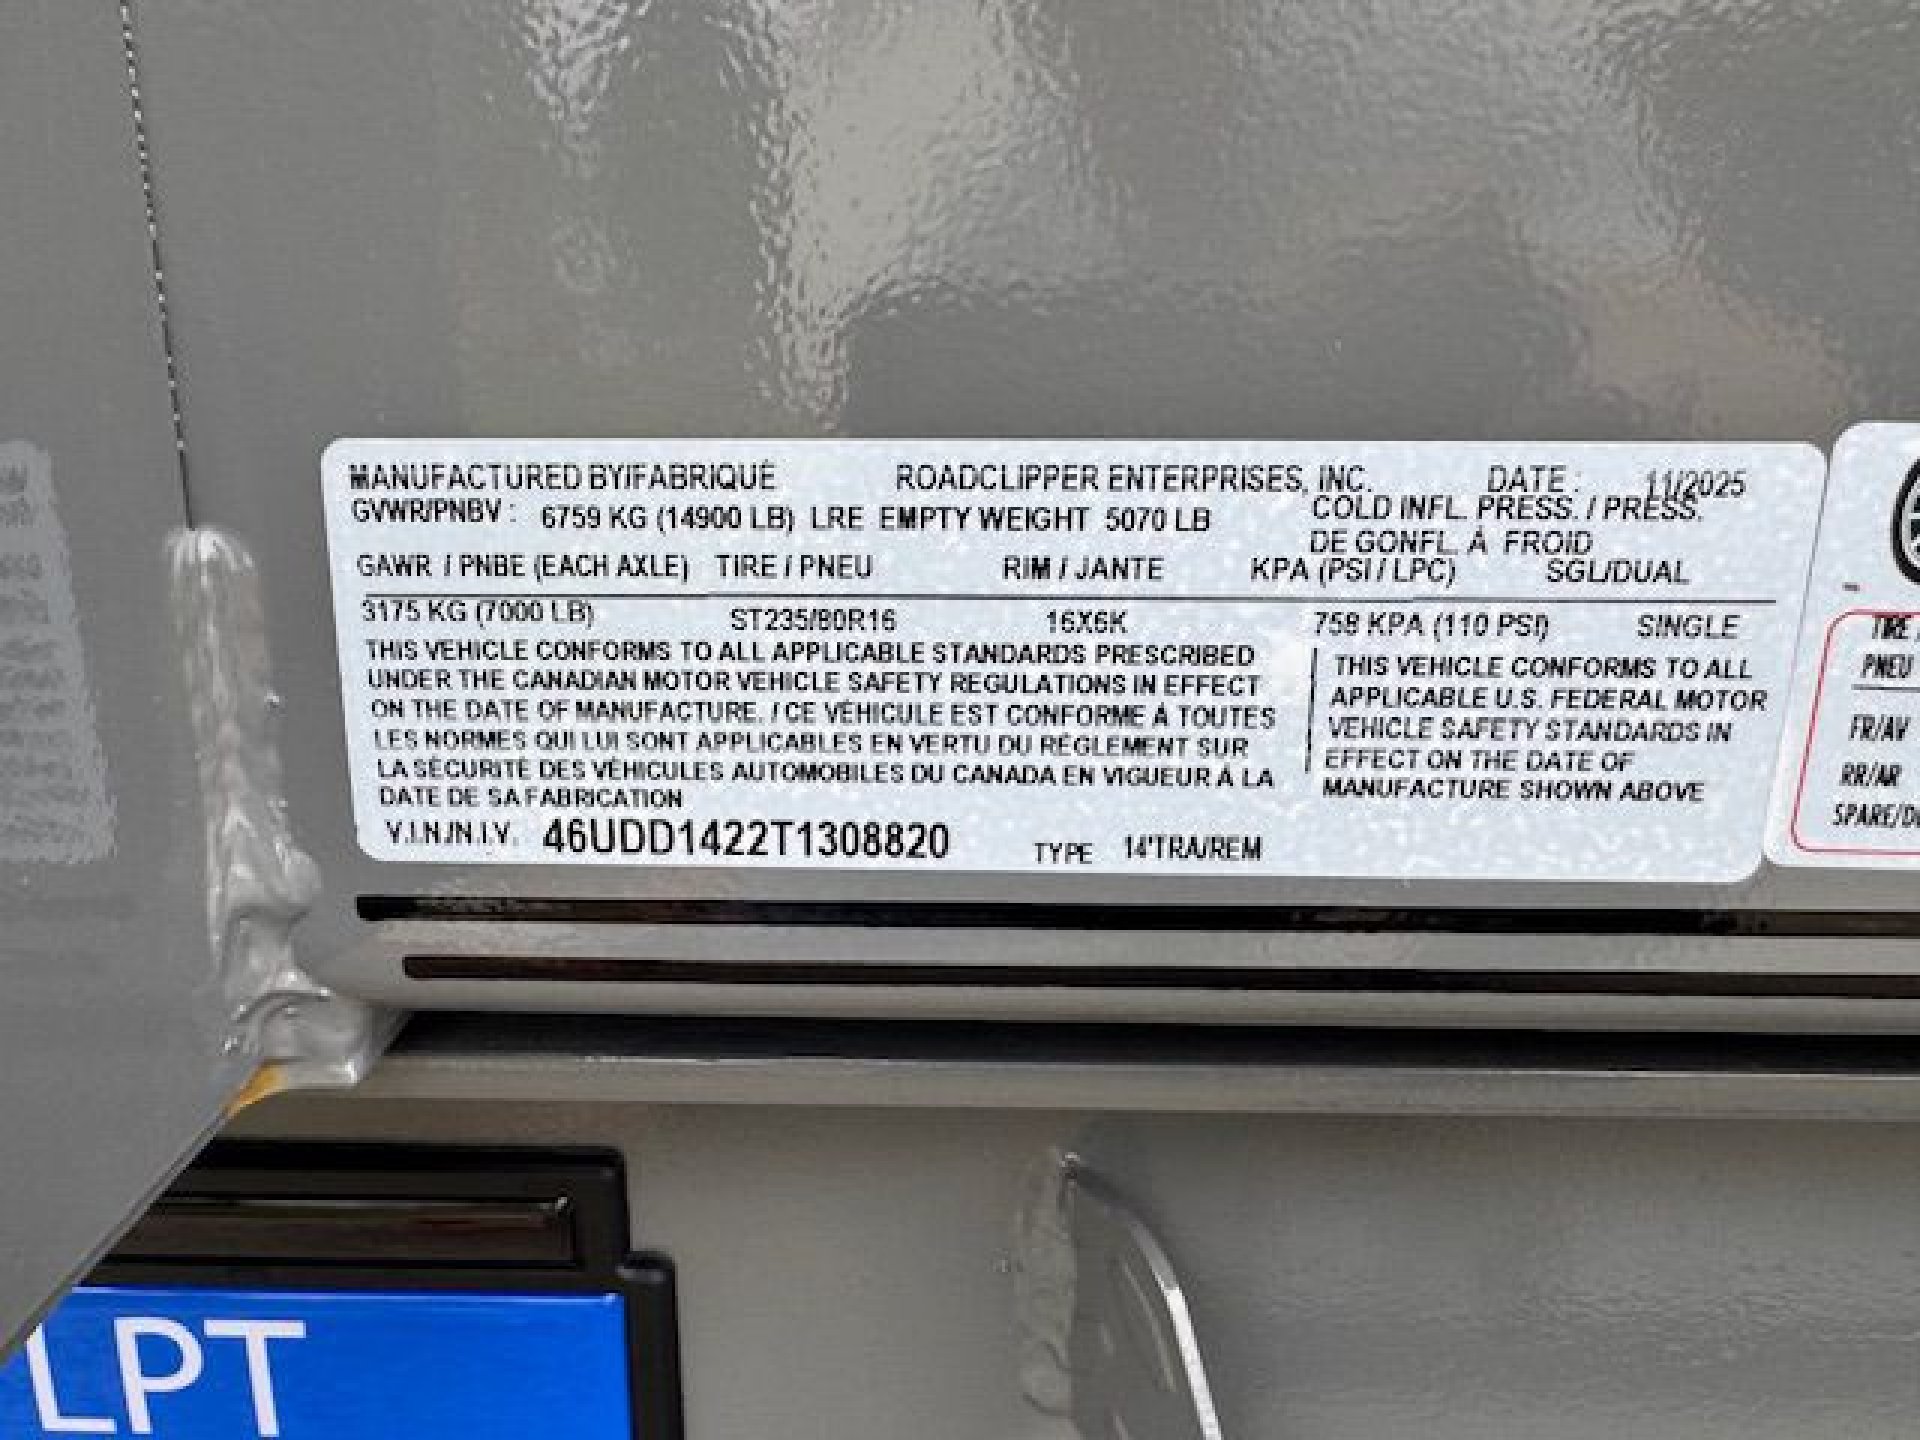 MANUFACTURED BY/FABRIQUÉ ROADCLIPPER ENTERPRISES, INC. DATE : 11/2025
GVWR/PNBV : 6759 KG (14900 LB) LRE EMPTY WEIGHT 5070 LB
COLD INFL. PRESS. / PRESS.
DE GONFL. À FROID
GAWR / PNBE (EACH AXLE) TIRE / PNEU RIM / JANTE KPA (PSI / LPC) SGL/DUAL
3175 KG (7000 LB) ST235/80R16 16X6K 758 KPA (110 PSI) SINGLE
THIS VEHICLE CONFORMS TO ALL APPLICABLE STANDARDS PRESCRIBED
UNDER THE CANADIAN MOTOR VEHICLE SAFETY REGULATIONS IN EFFECT
ON THE DATE OF MANUFACTURE. / CE VÉHICULE EST CONFORME À TOUTES
LES NORMES QUI LUI SONT APPLICABLES EN VERTU DU RÈGLEMENT SUR
LA SÉCURITÉ DES VÉHICULES AUTOMOBILES DU CANADA EN VIGUEUR À LA
DATE DE SA FABRICATION
THIS VEHICLE CONFORMS TO ALL
APPLICABLE U.S. FEDERAL MOTOR
VEHICLE SAFETY STANDARDS IN
EFFECT ON THE DATE OF
MANUFACTURE SHOWN ABOVE
V.I.N./N.I.V. 46UDD1422T1308820 TYPE 14'TRA/REM
TIRE /
PNEU
FR/AV
RR/AR
SPARE/
LPT